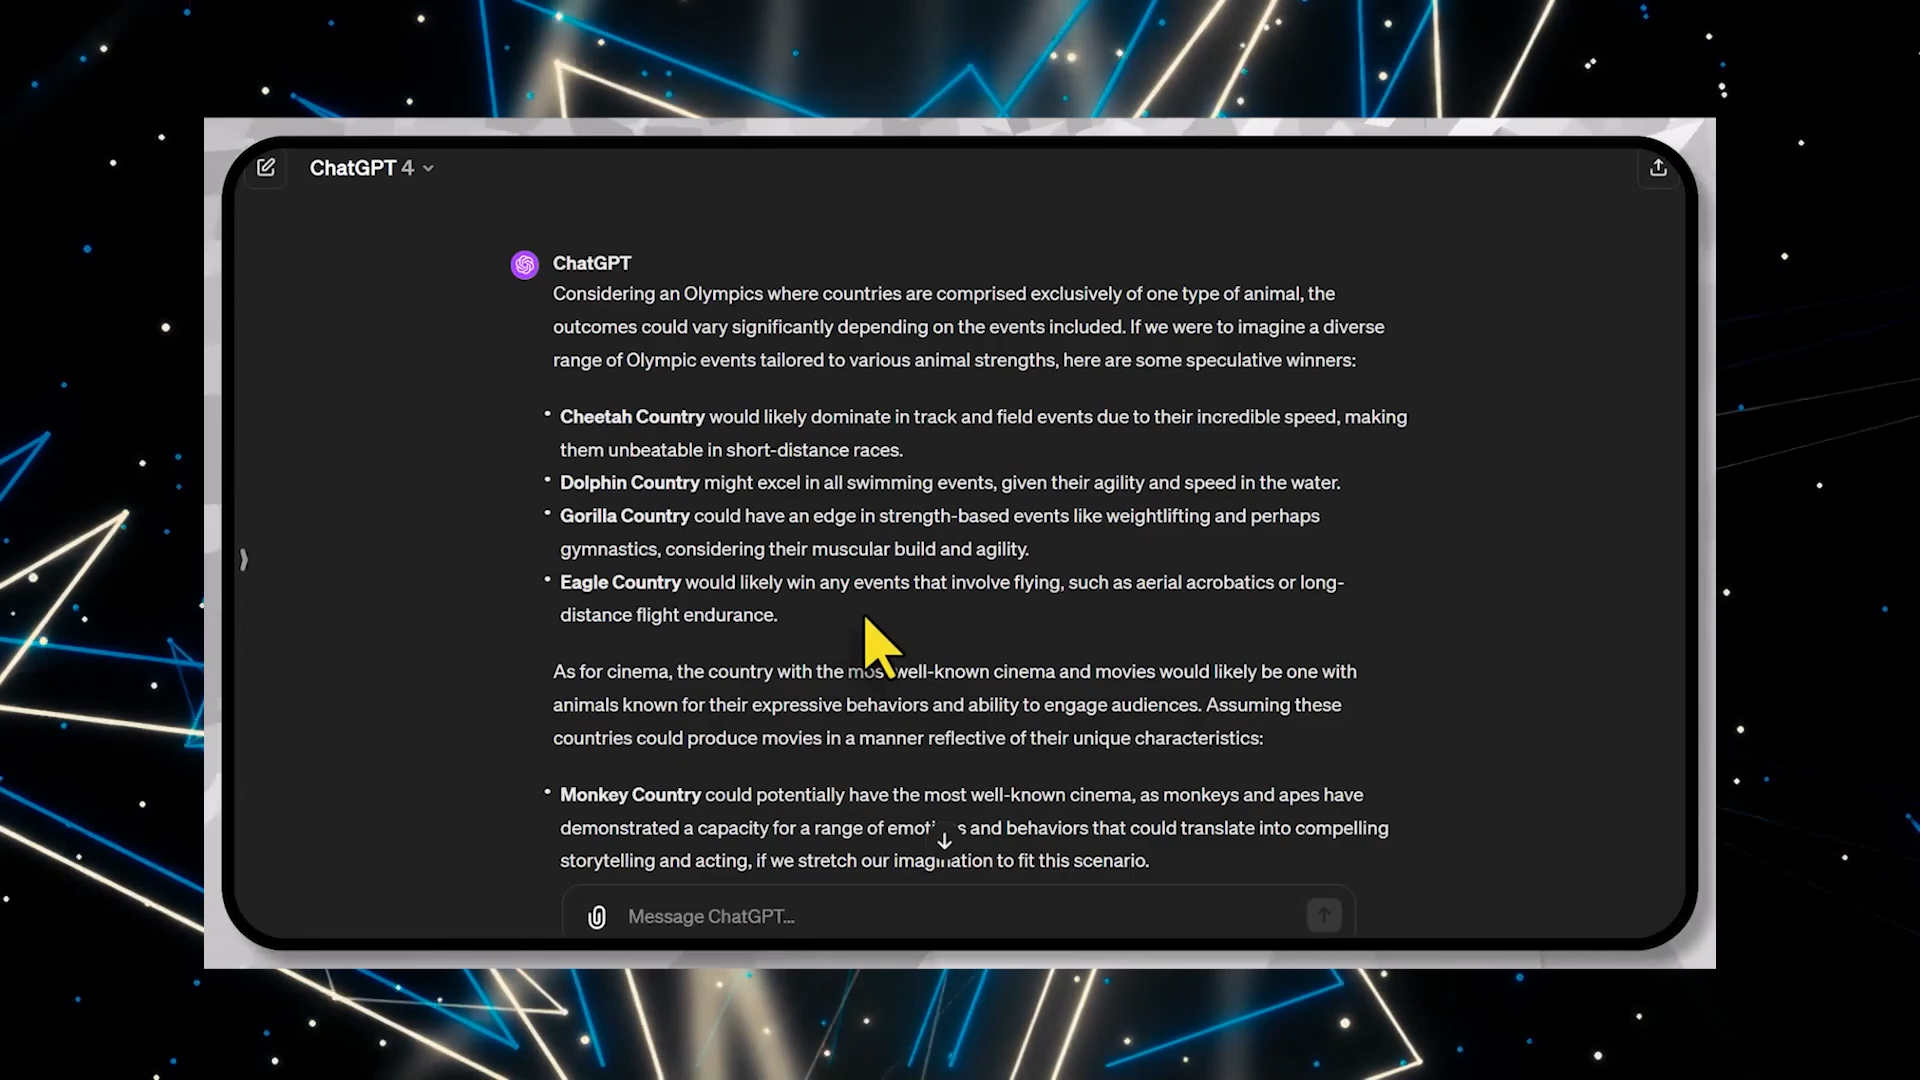 ChatGPT 4
ChatGPT
Considering an Olympics where countries are comprised exclusively of one type of animal, the
outcomes could vary significantly depending on the events included. If we were to imagine a diverse
range of Olympic events tailored to various animal strengths, here are some speculative winners:
• Cheetah Country would likely dominate in track and field events due to their incredible speed, making
them unbeatable in short-distance races.
• Dolphin Country might excel in all swimming events, given their agility and speed in the water.
• Gorilla Country could have an edge in strength-based events like weightlifting and perhaps
gymnastics, considering their muscular build and agility.
• Eagle Country would likely win any events that involve flying, such as aerial acrobatics or long-
distance flight endurance.
As for cinema, the country with the most well-known cinema and movies would likely be one with
animals known for their expressive behaviors and ability to engage audiences. Assuming these
countries could produce movies in a manner reflective of their unique characteristics:
• Monkey Country could potentially have the most well-known cinema, as monkeys and apes have
demonstrated a capacity for a range of emotions and behaviors that could translate into compelling
storytelling and acting, if we stretch our imagination to fit this scenario.
Message ChatGPT...